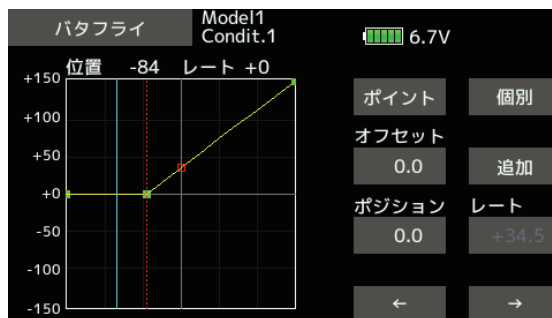 バタフライ
Model1
Condit.1
6.7V
位置 -84 レート +0
+150
+100
+50
+0
-50
-100
-150
ポイント 個別
オフセット
0.0 追加
ポジション レート
0.0 +34.5
← →